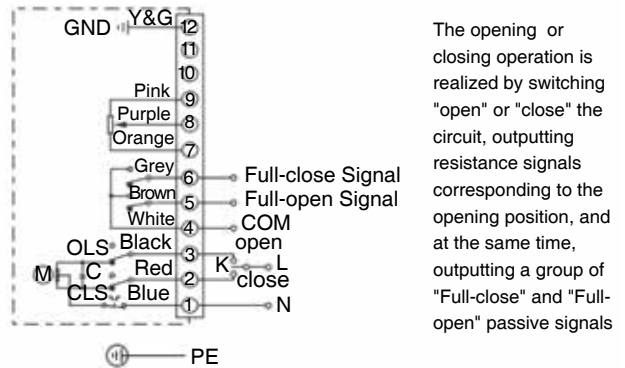 GND Y&G 12
11
10
Pink 9
Purple 8
Orange 7
Grey 6 Full-close Signal
Brown 5 Full-open Signal
White 4 COM
open
OLS Black 3
M C Red 2 K L
close
CLS Blue 1 N
PE
The opening or
closing operation is
realized by switching
"open" or "close" the
circuit, outputting
resistance signals
corresponding to the
opening position, and
at the same time,
outputting a group of
"Full-close" and "Full-
open" passive signals